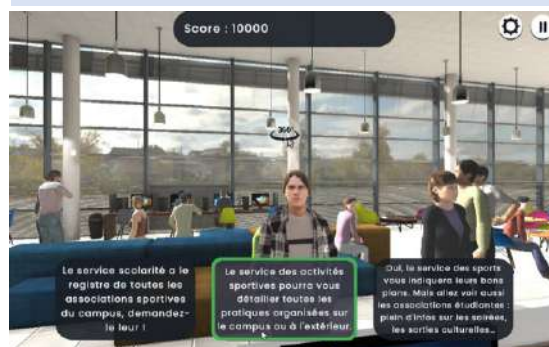 Score : 10000
360°
Le service scolarité a le
registre de toutes les
associations sportives
du campus, demandez-
le leur !
Le service des activités
sportives pourra vous
détailler toutes les
pratiques organisées sur
le campus ou à l'extérieur.
Oui, le service des sports
vous indiquera leurs bons
plans. Mais allez voir aussi
les associations étudiantes :
plein d'infos sur les soirées,
les sorties culturelles...